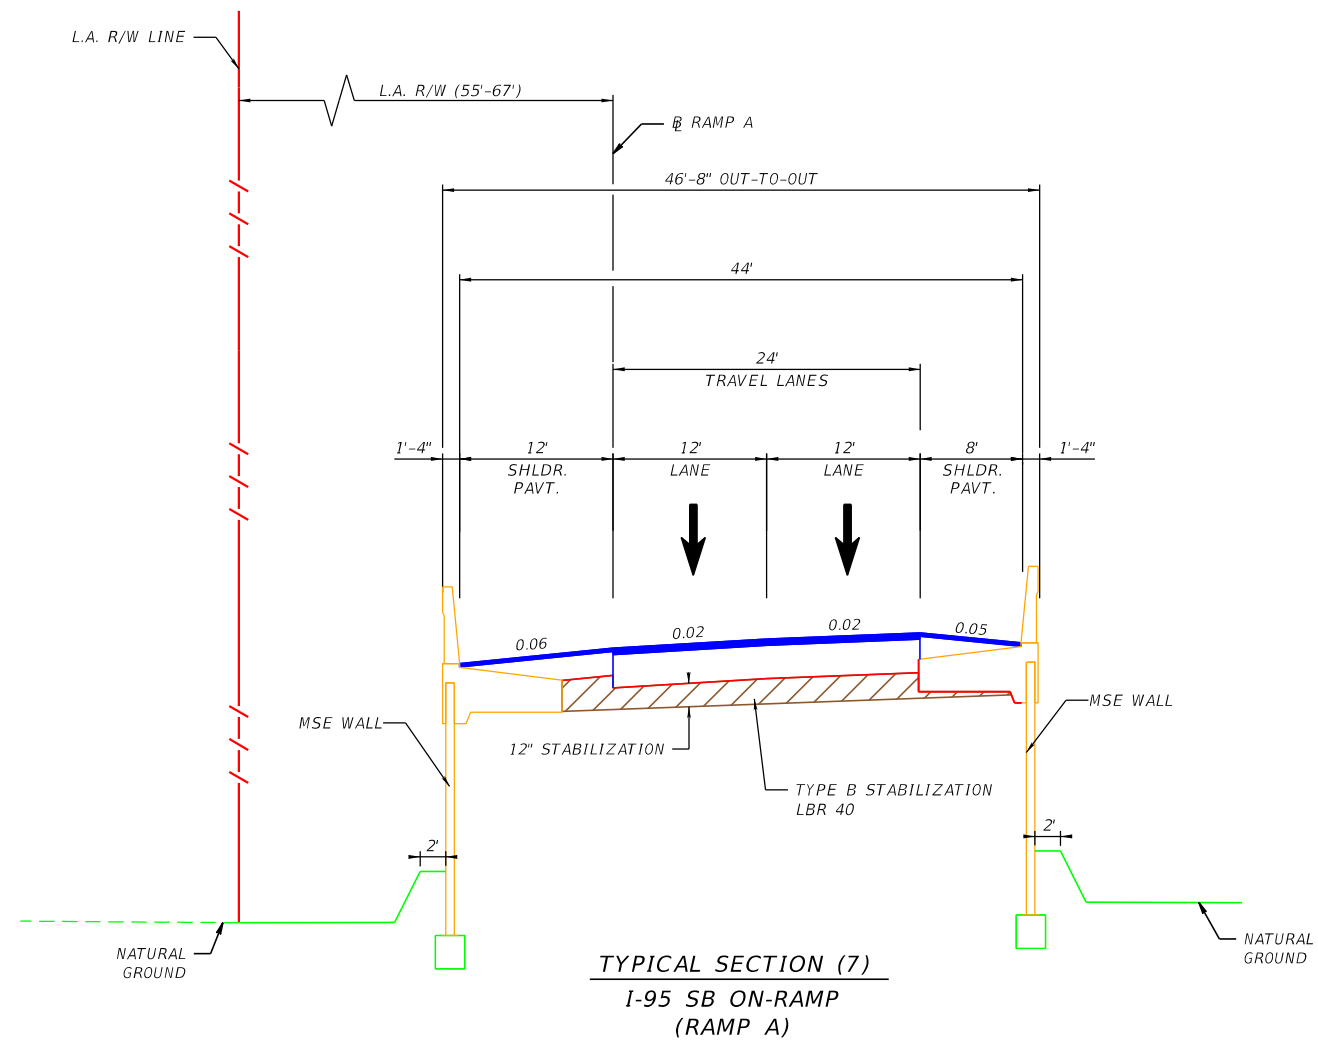 L.A. R/W LINE
L.A. R/W (55'-67')
BL RAMP A
46'-8" OUT-TO-OUT
44'
24'
TRAVEL LANES
1'-4"
12'
12'
12'
8'
1'-4"
SHLDR.
PAVT.
LANE
LANE
SHLDR.
PAVT.
0.06
0.02
0.02
0.05
MSE WALL
MSE WALL
12" STABILIZATION
TYPE B STABILIZATION
LBR 40
2'
2'
NATURAL
GROUND
NATURAL
GROUND
TYPICAL SECTION (7)
I-95 SB ON-RAMP
(RAMP A)